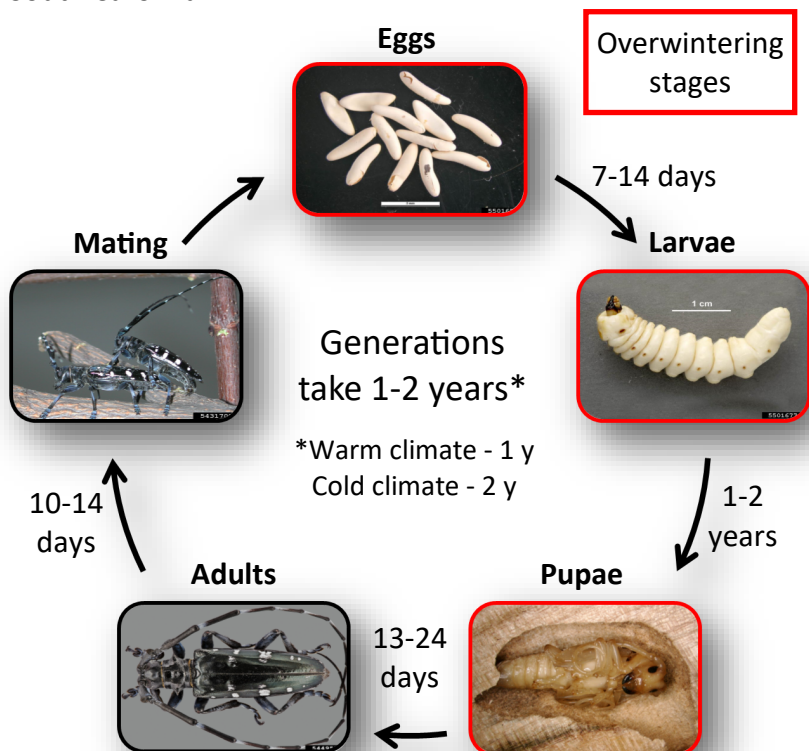 Eggs
Overwintering
stages
7-14 days
Mating
Larvae
1 cm
Generations
take 1-2 years*
*Warm climate - 1 y
Cold climate - 2 y
10-14
days
1-2
years
Adults
Pupae
13-24
days